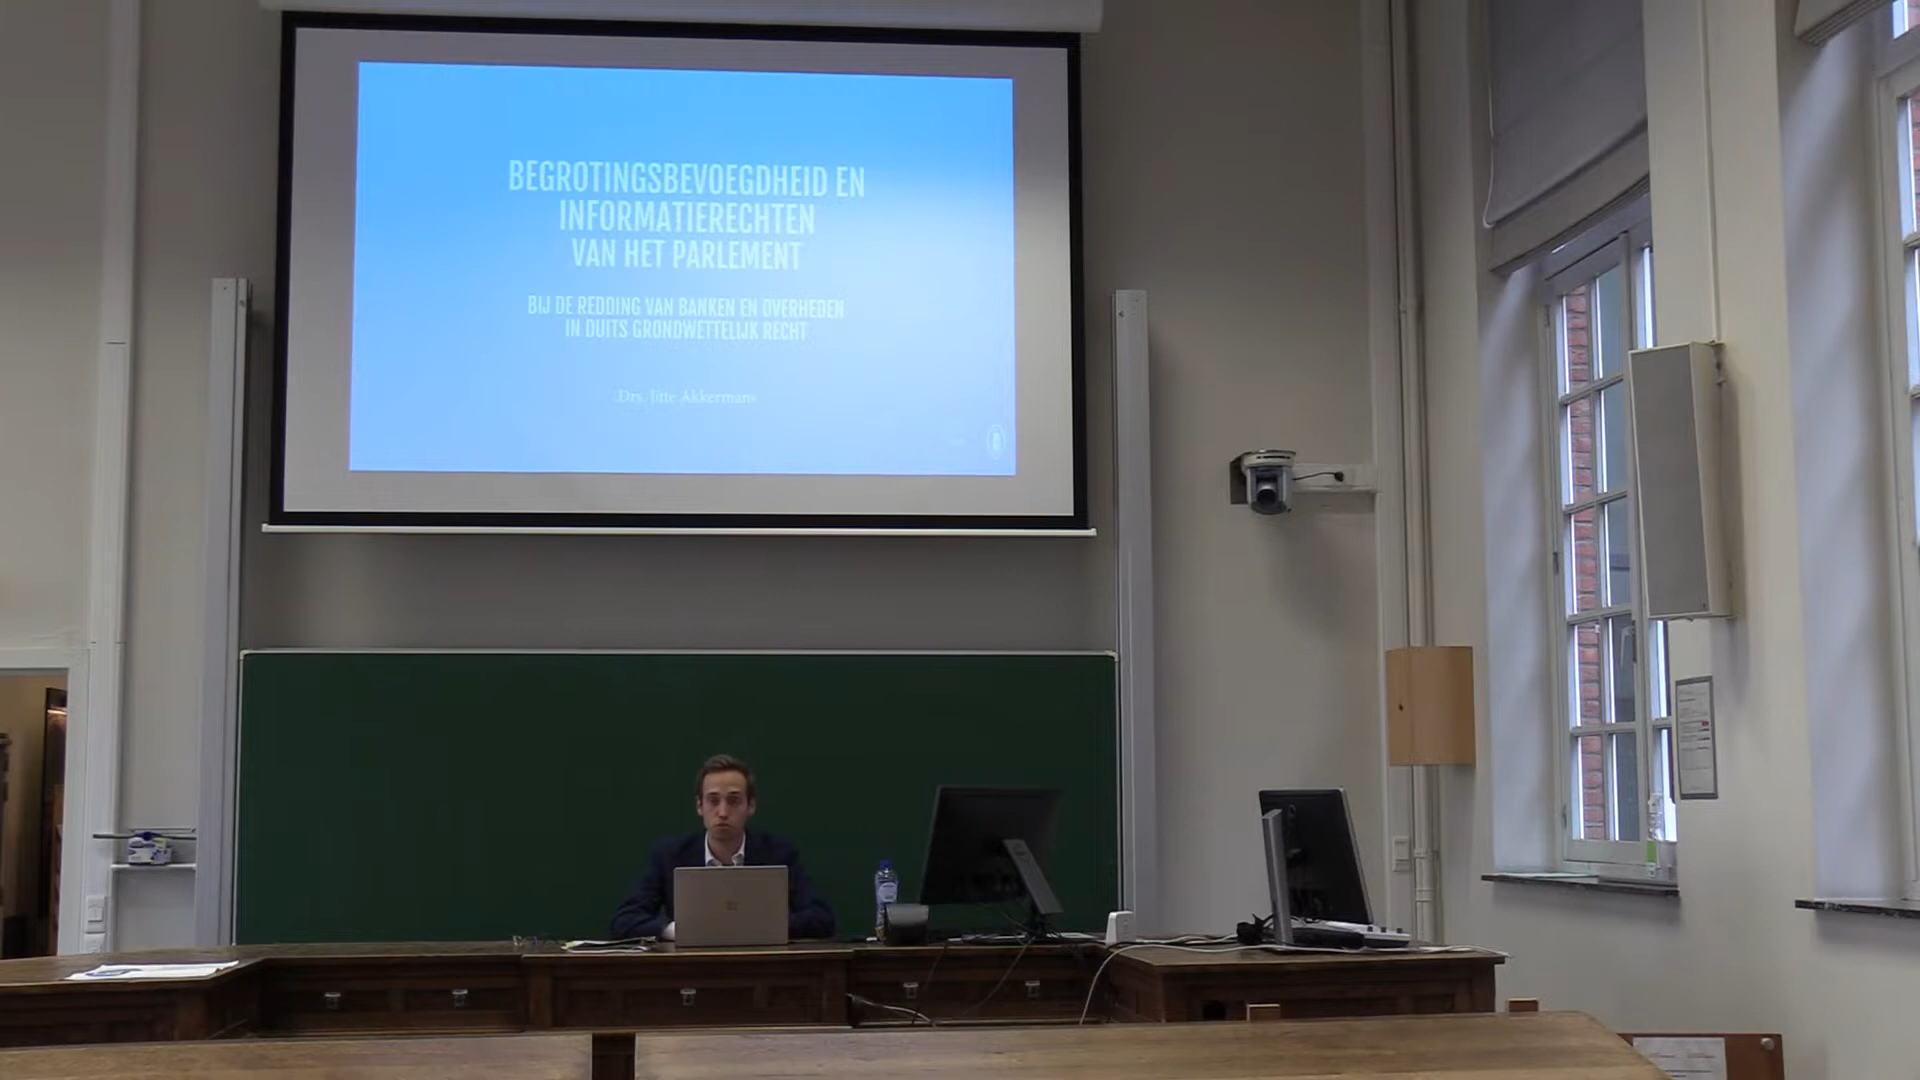 BEGROTINGSBEVOEGDHEID EN
INFORMATIERECHTEN
VAN HET PARLEMENT
BIJ DE REDDING VAN BANKEN EN OVERHEDEN
IN DUITS GRONDWETTELIJK RECHT
Drs. Jitte Akkermans